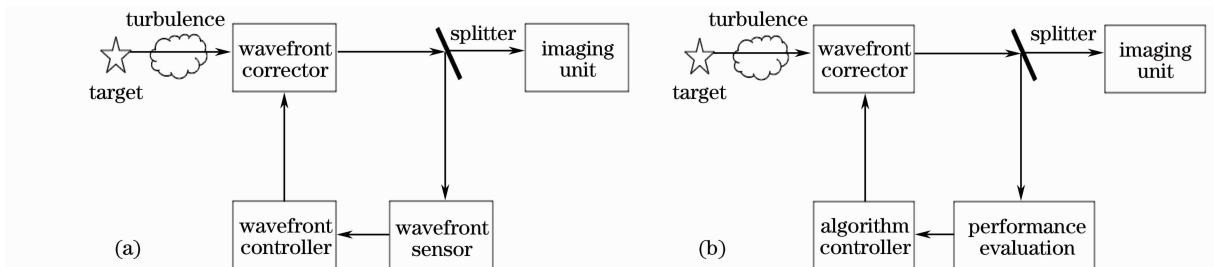 turbulence
target
wavefront
corrector
splitter
imaging
unit
wavefront
controller
wavefront
sensor
(a)
turbulence
target
wavefront
corrector
splitter
imaging
unit
algorithm
controller
performance
evaluation
(b)